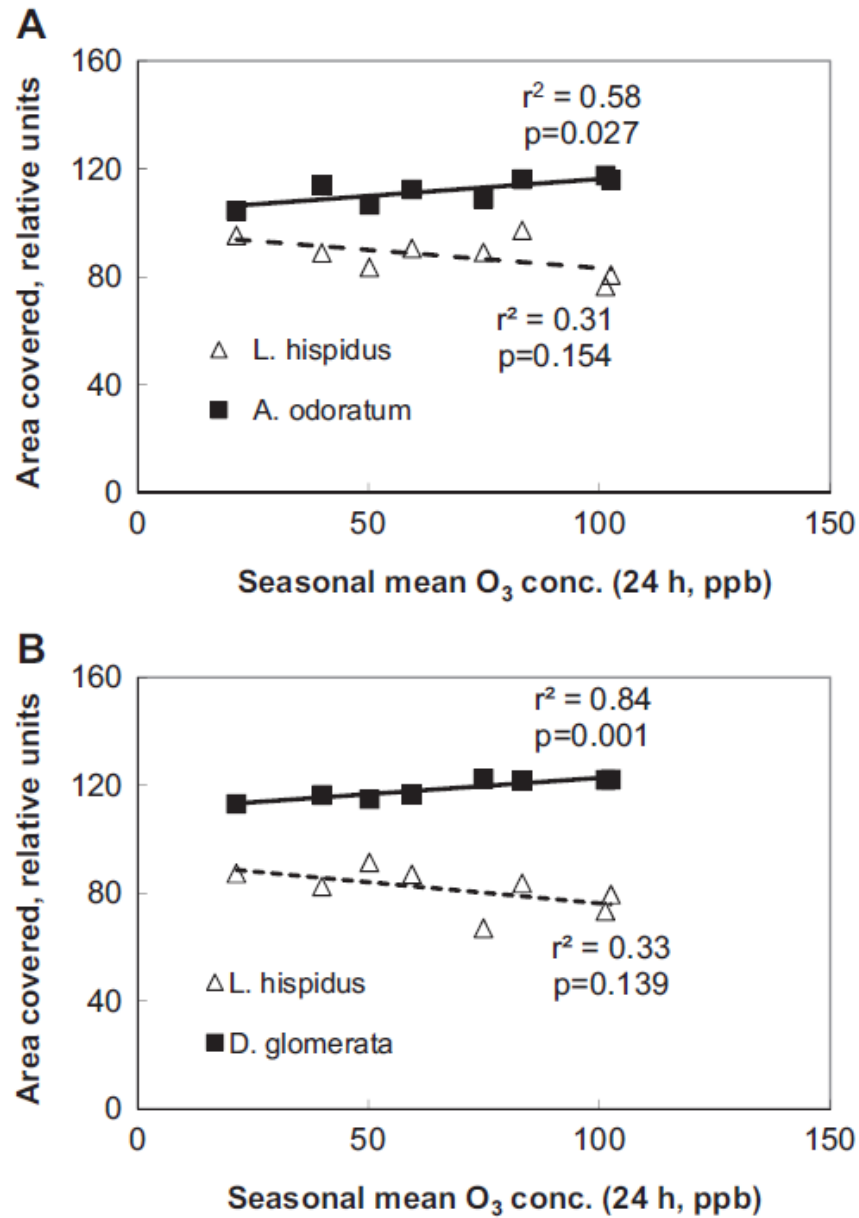 A
Area covered, relative units
160
120
80
40
0
r² = 0.58
p=0.027
r² = 0.31
p=0.154
L. hispidus
A. odoratum
0 50 100 150
Seasonal mean O₃ conc. (24 h, ppb)
B
Area covered, relative units
160
120
80
40
0
r² = 0.84
p=0.001
r² = 0.33
p=0.139
L. hispidus
D. glomerata
0 50 100 150
Seasonal mean O₃ conc. (24 h, ppb)